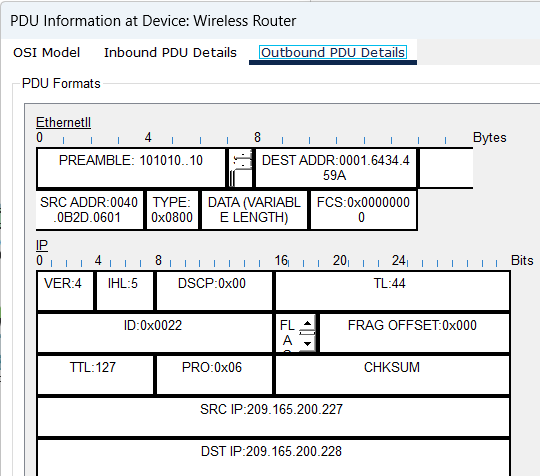 PDU Information at Device: Wireless Router
OSI Model Inbound PDU Details Outbound PDU Details
PDU Formats
EthernetII
0 4 8 Bytes
PREAMBLE: 101010..10 DEST ADDR:0001.6434.4
59A
SRC ADDR:0040 TYPE: DATA (VARIABL FCS:0x0000000
.0B2D.0601 0x0800 E LENGTH) 0
IP
0 4 8 16 20 24 Bits
VER:4 IHL:5 DSCP:0x00 TL:44
ID:0x0022 FL FRAG OFFSET:0x000
A
TTL:127 PRO:0x06 CHKSUM
SRC IP:209.165.200.227
DST IP:209.165.200.228